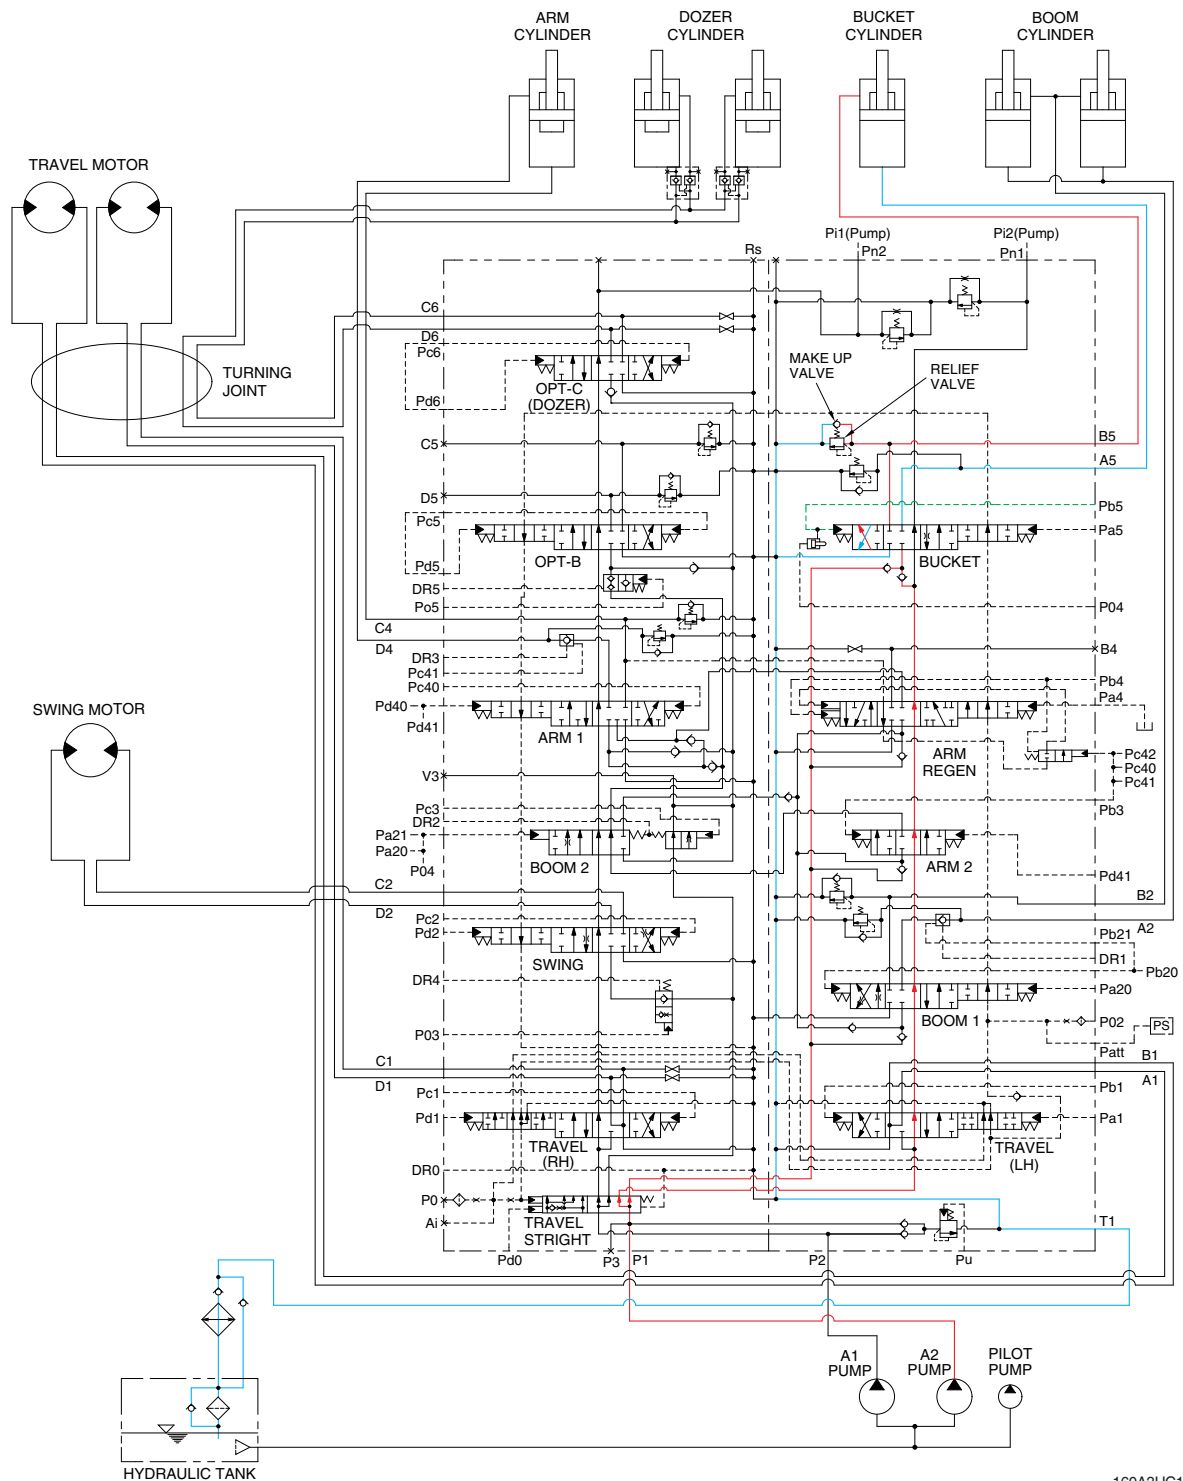 ARM
CYLINDER
DOZER
CYLINDER
BUCKET
CYLINDER
BOOM
CYLINDER
TRAVEL MOTOR
TURNING
JOINT
SWING MOTOR
Rs
Pi1(Pump)
Pn2
Pi2(Pump)
Pn1
C6
D6
Pc6
Pd6
OPT-C
(DOZER)
MAKE UP
VALVE
RELIEF
VALVE
C5
B5
A5
D5
Pc5
Pb5
Pa5
Pd5
OPT-B
BUCKET
DR5
Po5
P04
C4
D4
B4
DR3
Pc41
Pc40
Pb4
Pa4
Pd40
Pd41
ARM 1
ARM
REGEN
Pc42
Pc40
Pc41
V3
Pc3
DR2
Pb3
Pa21
Pa20
P04
BOOM 2
ARM 2
Pd41
C2
D2
B2
A2
Pc2
Pd2
Pb21
DR1
Pb20
SWING
DR4
Pa20
BOOM 1
P03
P02
PS
Patt
C1
D1
B1
A1
Pc1
Pb1
Pd1
Pa1
TRAVEL
(RH)
TRAVEL
(LH)
DR0
P0
Ai
TRAVEL
STRIGHT
T1
Pd0
P3
P1
P2
Pu
A1
PUMP
A2
PUMP
PILOT
PUMP
HYDRAULIC TANK